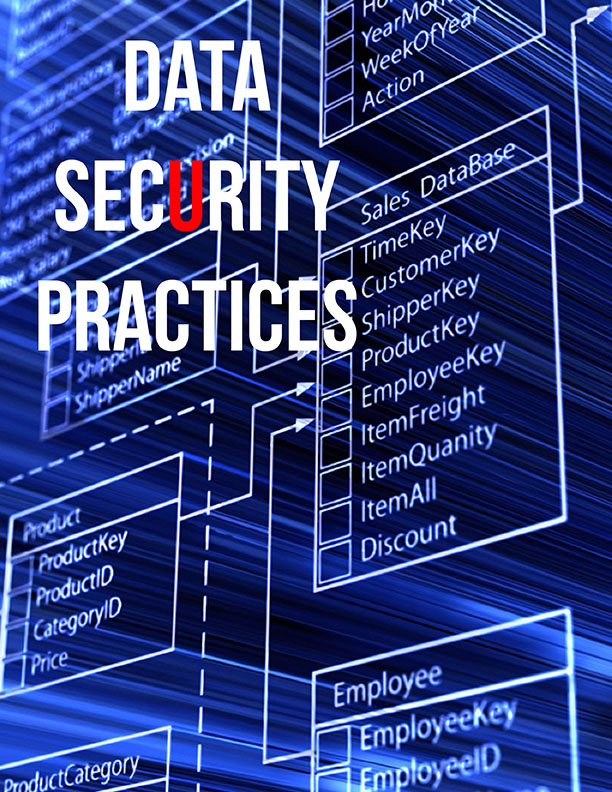 DATA
SECURITY
PRACTICES
YearMon
WeekOfYear
Action
Sales DataBase
TimeKey
CustomerKey
ShipperKey
ProductKey
EmployeeKey
ItemFreight
ItemQuanity
ItemAll
Discount
ShipperName
Product
ProductKey
ProductID
CategoryID
Price
ProductCategory
Employee
EmployeeKey
EmployeeID